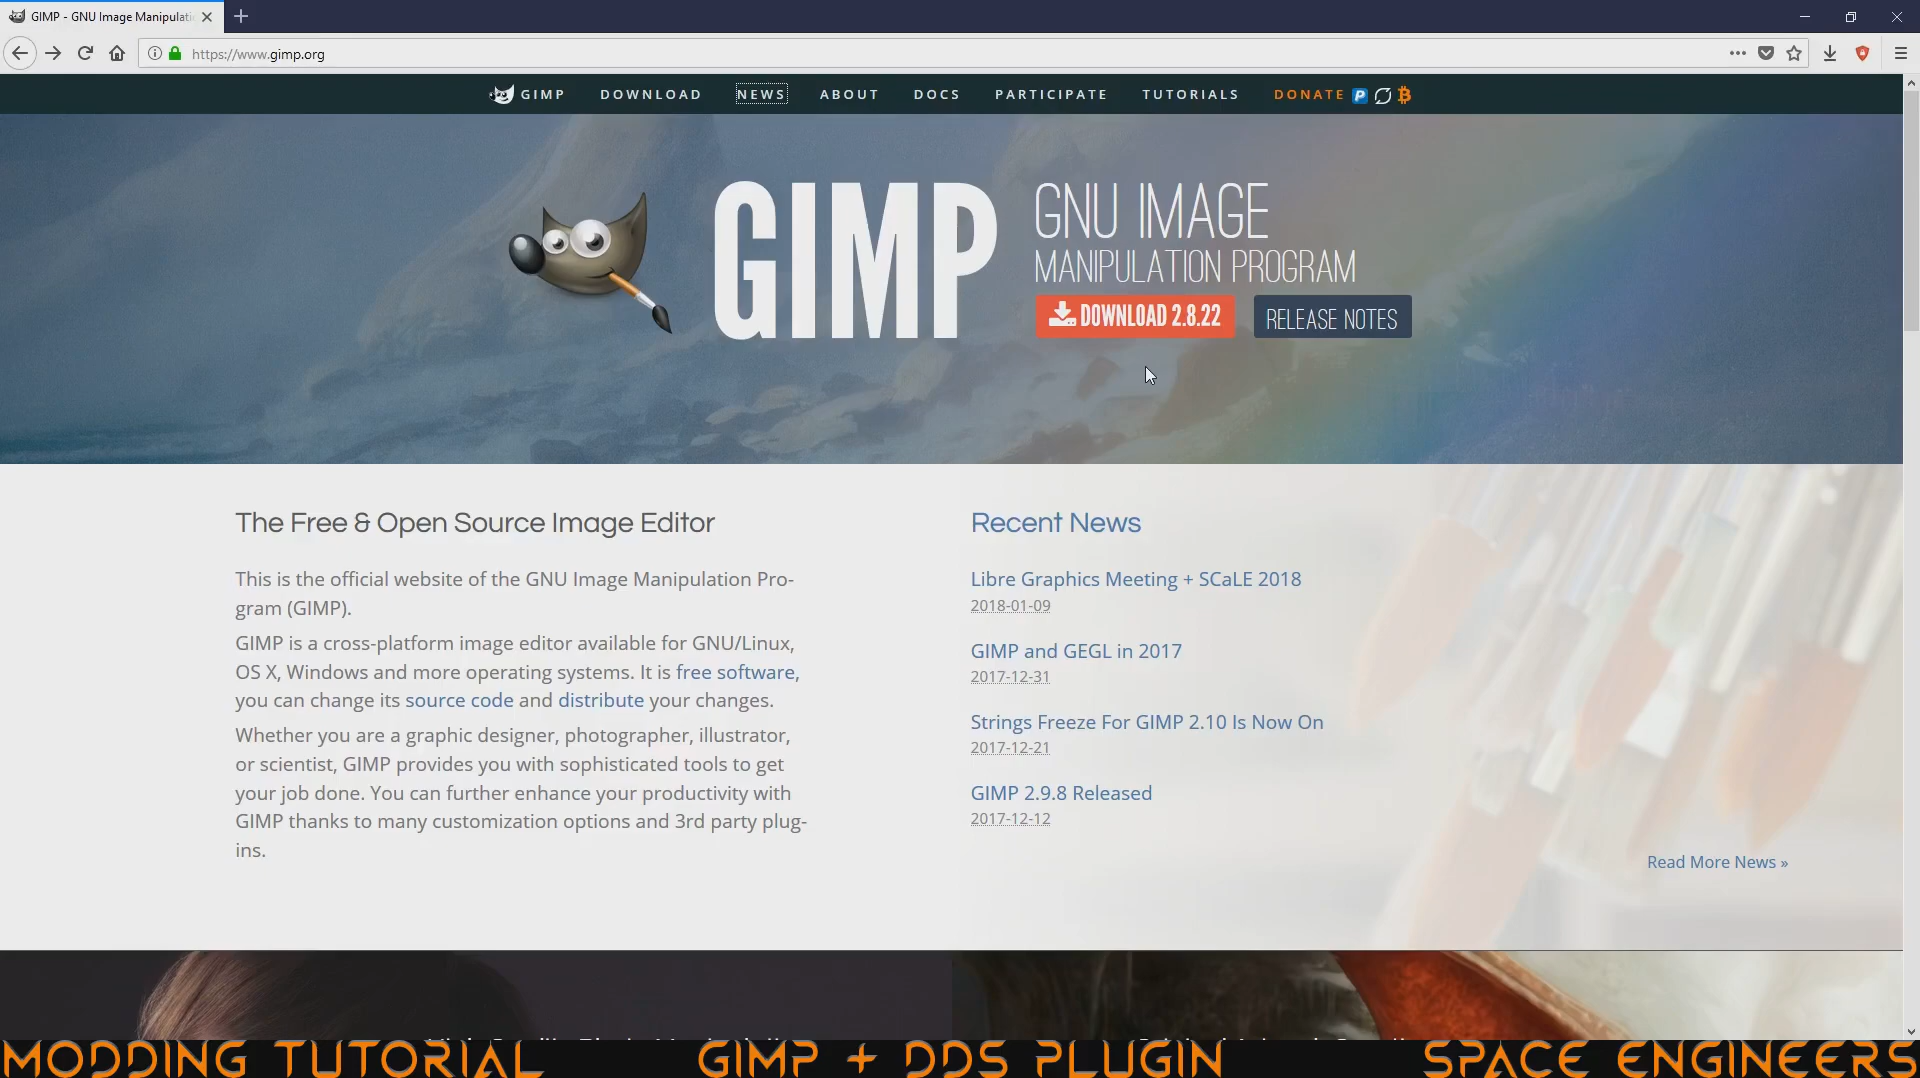 GIMP - GNU Image Manipulati
https://www.gimp.org
GIMP DOWNLOAD NEWS ABOUT DOCS PARTICIPATE TUTORIALS DONATE
GIMP
GNU IMAGE
MANIPULATION PROGRAM
DOWNLOAD 2.8.22
RELEASE NOTES
The Free & Open Source Image Editor
This is the official website of the GNU Image Manipulation Pro-
gram (GIMP).
GIMP is a cross-platform image editor available for GNU/Linux,
OS X, Windows and more operating systems. It is free software,
you can change its source code and distribute your changes.
Whether you are a graphic designer, photographer, illustrator,
or scientist, GIMP provides you with sophisticated tools to get
your job done. You can further enhance your productivity with
GIMP thanks to many customization options and 3rd party plug-
ins.
Recent News
Libre Graphics Meeting + SCaLE 2018
2018-01-09
GIMP and GEGL in 2017
2017-12-31
Strings Freeze For GIMP 2.10 Is Now On
2017-12-21
GIMP 2.9.8 Released
2017-12-12
Read More News »
MODDING TUTORIAL GIMP + DDS PLUGIN SPACE ENGINEERS